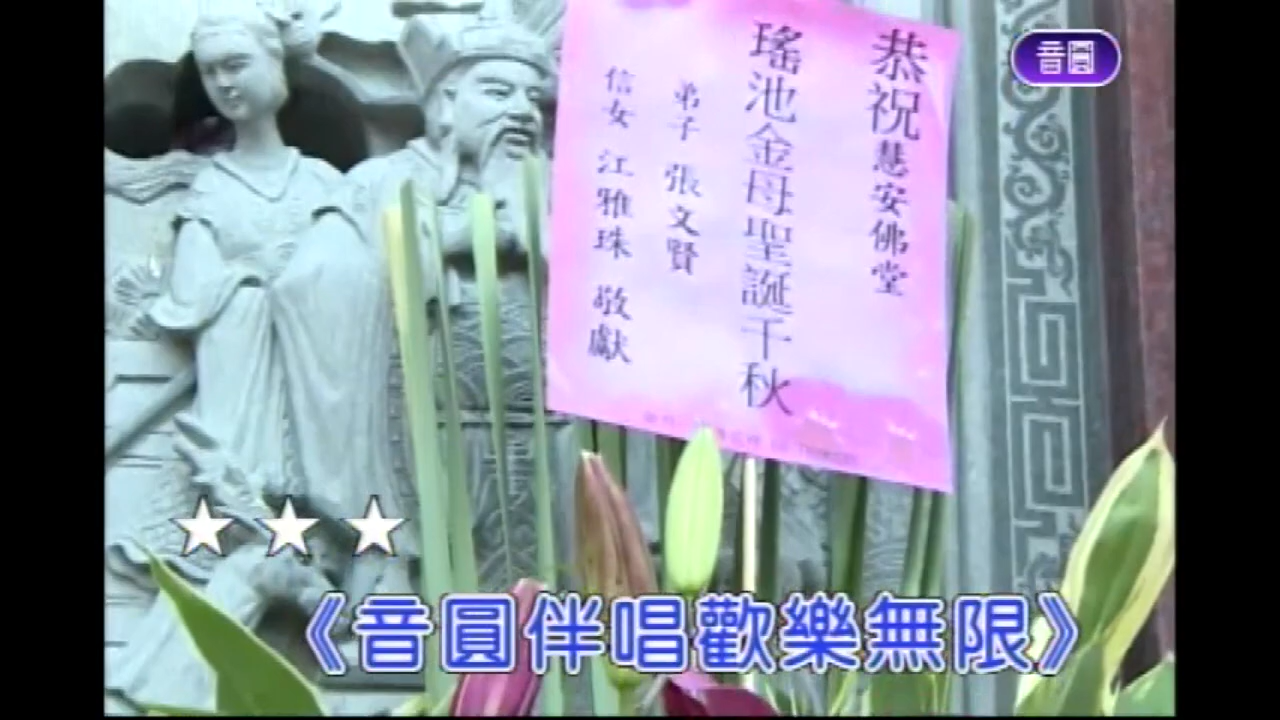 音圓
恭祝慧安佛堂
瑤池金母聖誕千秋
弟子 張文賢
信女 江雅珠 敬獻
★★★
《音圓伴唱歡樂無限》